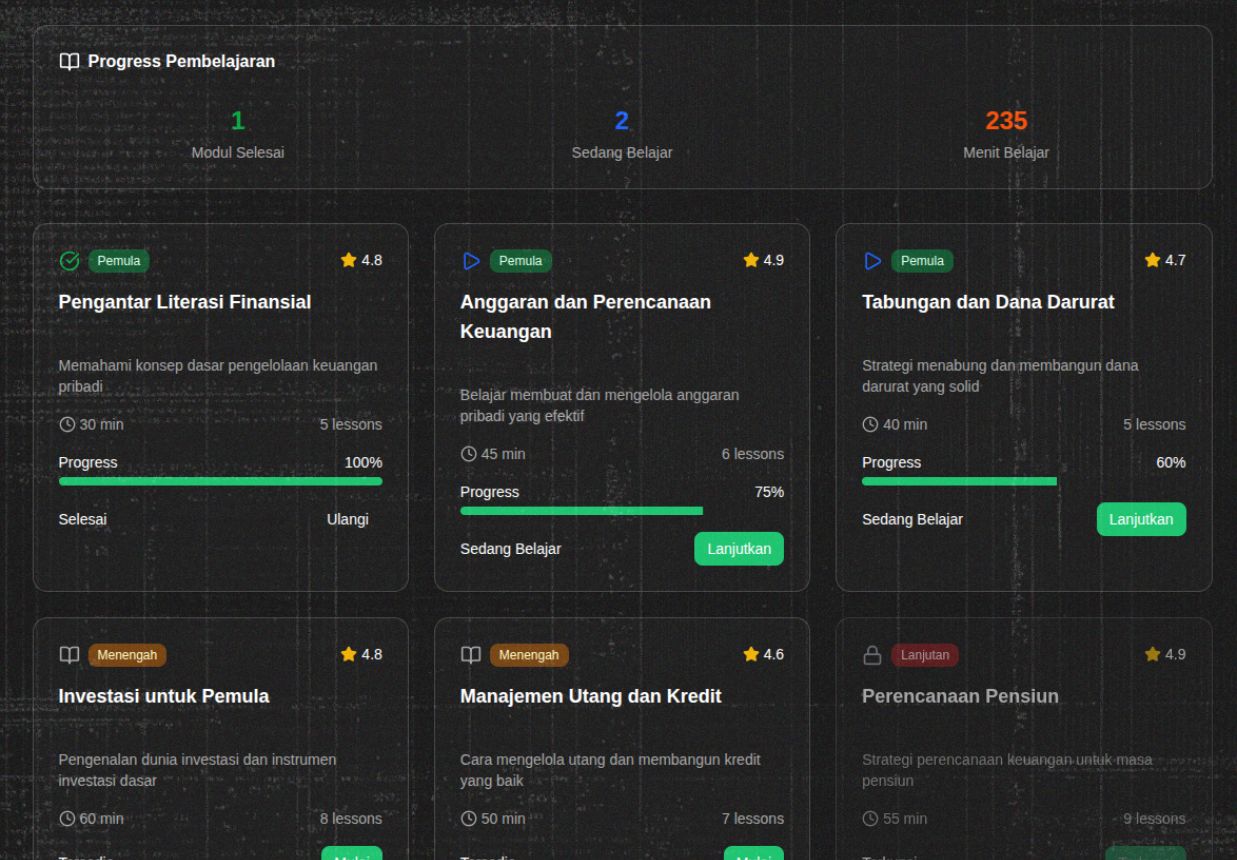 Progress Pembelajaran
1
2
235
Modul Selesai
Sedang Belajar
Menit Belajar
Pemula
4.8
Pengantar Literasi Finansial
Memahami konsep dasar pengelolaan keuangan
pribadi
30 min
5 lessons
Progress
100%
Selesai
Ulangi
Pemula
4.9
Anggaran dan Perencanaan
Keuangan
Belajar membuat dan mengelola anggaran
pribadi yang efektif
45 min
6 lessons
Progress
75%
Sedang Belajar
Lanjutkan
Pemula
4.7
Tabungan dan Dana Darurat
Strategi menabung dan membangun dana
darurat yang solid
40 min
5 lessons
Progress
60%
Sedang Belajar
Lanjutkan
Menengah
4.8
Investasi untuk Pemula
Pengenalan dunia investasi dan instrumen
investasi dasar
60 min
8 lessons
Menengah
4.6
Manajemen Utang dan Kredit
Cara mengelola utang dan membangun kredit
yang baik
50 min
7 lessons
Lanjutan
4.9
Perencanaan Pensiun
Strategi perencanaan keuangan untuk masa
pensiun
55 min
9 lessons